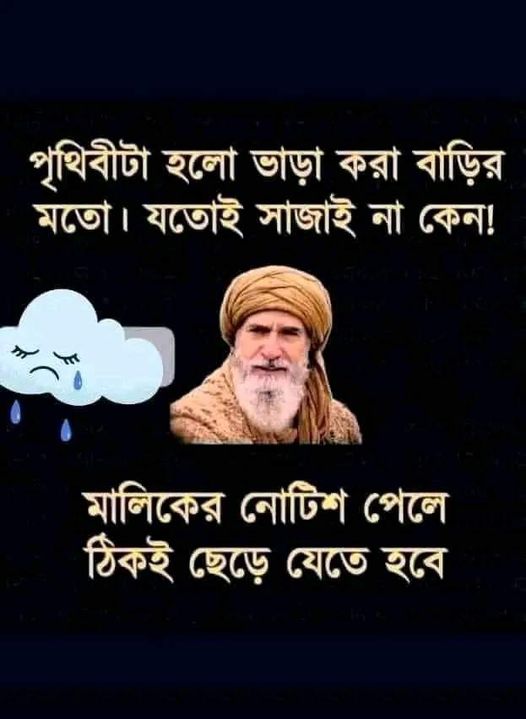 পৃথিবীটা হলো ভাড়া করা বাড়ির
মতো। যতোই সাজাই না কেন!
মালিকের নোটিশ পেলে
ঠিকই ছেড়ে যেতে হবে